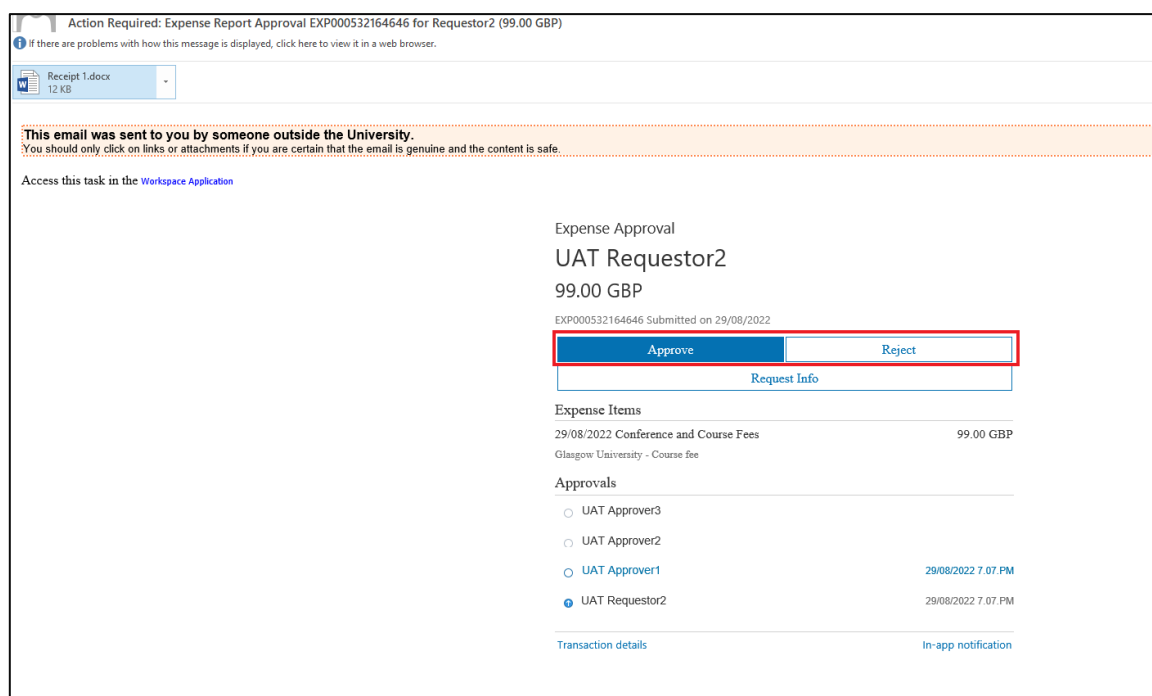 Action Required: Expense Report Approval EXP000532164646 for Requestor2 (99.00 GBP)
If there are problems with how this message is displayed, click here to view it in a web browser.
Receipt 1.docx
12 KB
This email was sent to you by someone outside the University.
You should only click on links or attachments if you are certain that the email is genuine and the content is safe.
Access this task in the Workspace Application
Expense Approval
UAT Requestor2
99.00 GBP
EXP000532164646 Submitted on 29/08/2022
Approve Reject
Request Info
Expense Items
29/08/2022 Conference and Course Fees 99.00 GBP
Glasgow University - Course fee
Approvals
UAT Approver3
UAT Approver2
UAT Approver1 29/08/2022 7.07.PM
UAT Requestor2 29/08/2022 7.07.PM
Transaction details In-app notification